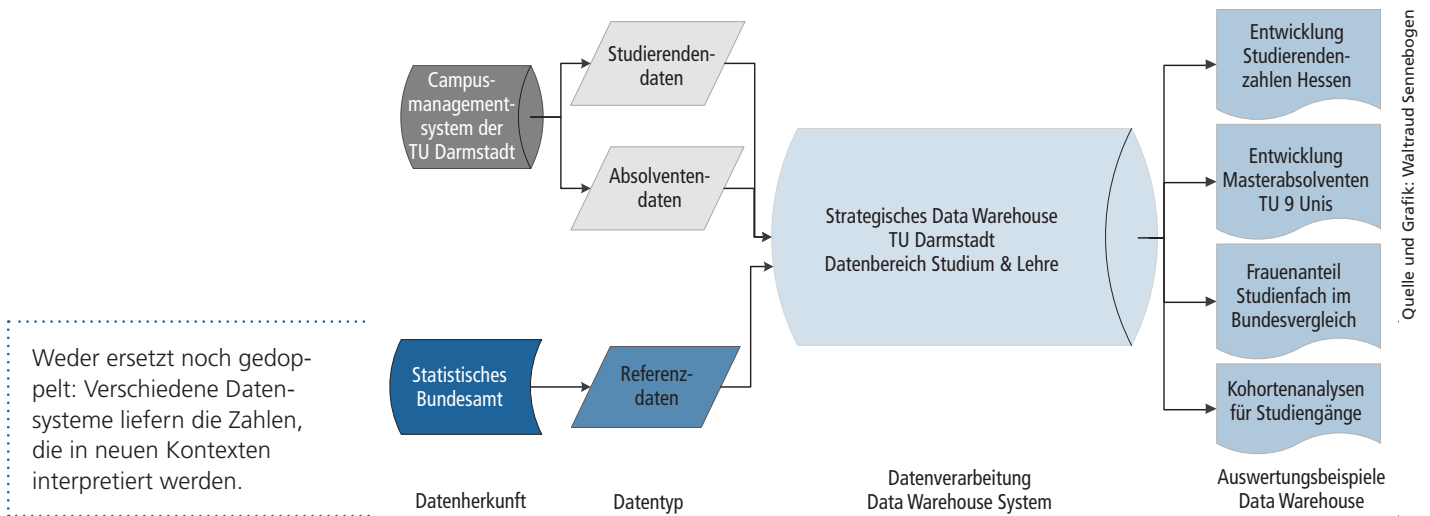 Campus-
management-
system der
TU Darmstadt
Studierenden-
daten
Absolventen-
daten
Statistisches
Bundesamt
Referenz-
daten
Strategisches Data Warehouse
TU Darmstadt
Datenbereich Studium & Lehre
Entwicklung
Studierenden-
zahlen Hessen
Entwicklung
Masterabsolventen
TU 9 Unis
Frauenanteil
Studienfach im
Bundesvergleich
Kohortenanalysen
für Studiengänge
Weder ersetzt noch gedop-
pelt: Verschiedene Daten-
systeme liefern die Zahlen,
die in neuen Kontexten
interpretiert werden.
Datenherkunft
Datentyp
Datenverarbeitung
Data Warehouse System
Auswertungsbeispiele
Data Warehouse
Quelle und Grafik: Waltraud Sennebogen